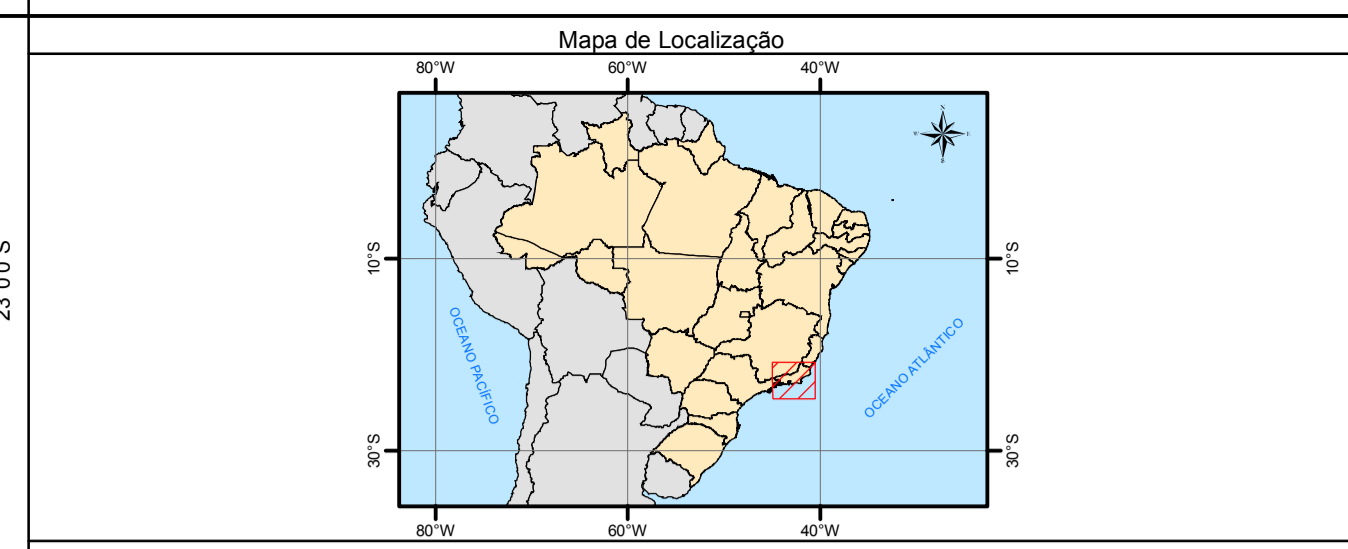 Mapa de Localização
80°W 60°W 40°W
N
W E
S
10°S 10°S
23 0 0 S
OCEANO PACÍFICO
OCEANO ATLÂNTICO
30°S 30°S
80°W 60°W 40°W